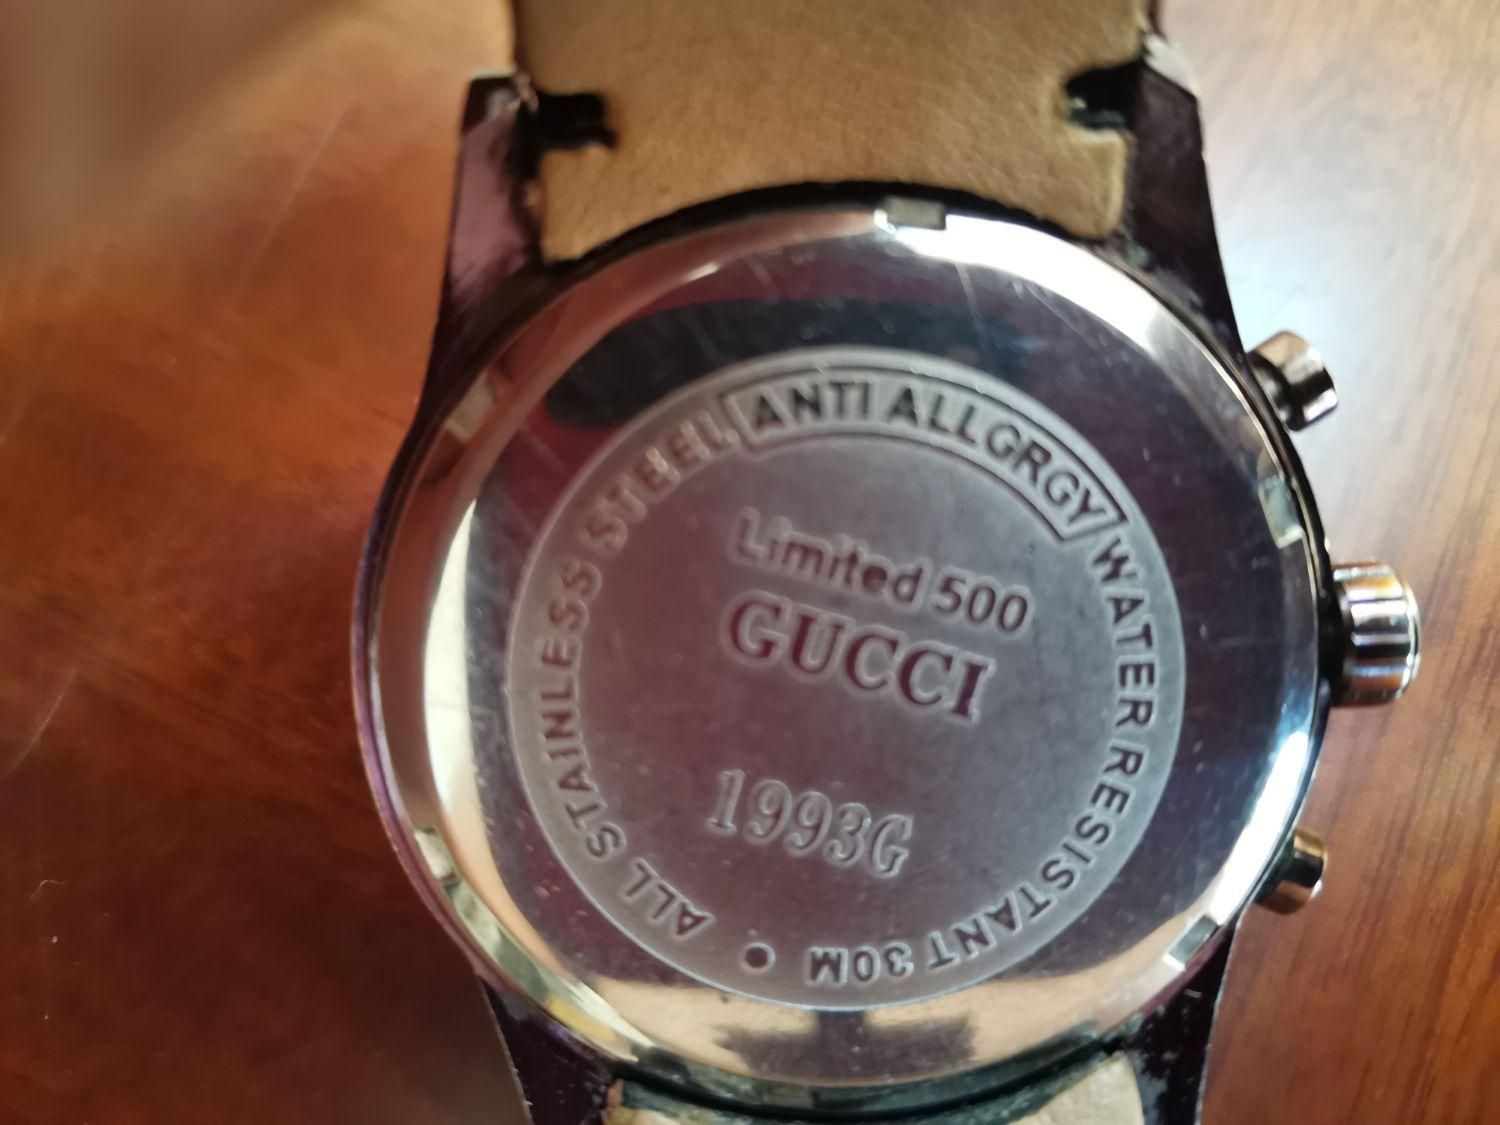 ALL STAINLESS STEEL ANTI ALLGRGY WATER RESISTANT 30M •
Limited 500
GUCCI
1993G